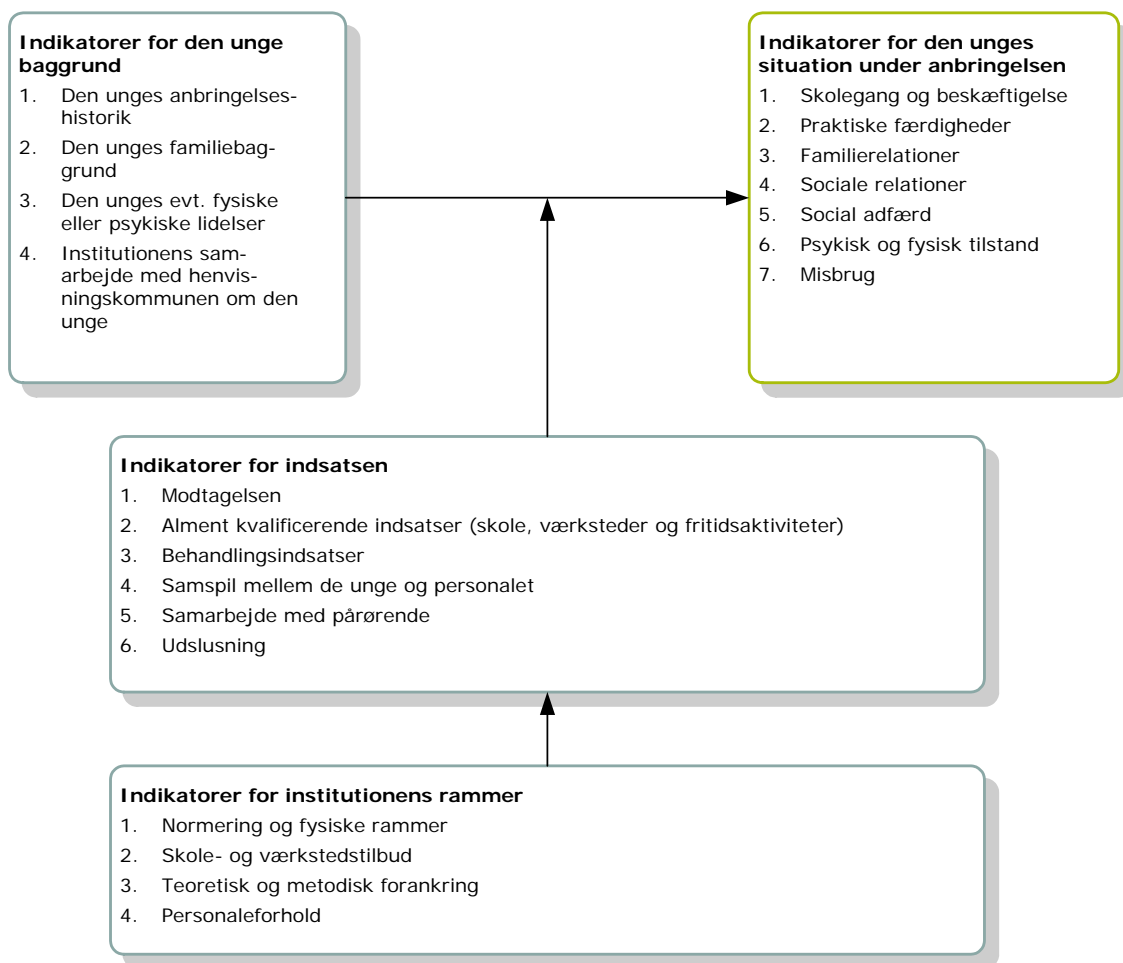 Indikatorer for den unge
baggrund
1. Den unges anbringelses-
historik
2. Den unges familiebag-
grund
3. Den unges evt. fysiske
eller psykiske lidelser
4. Institutionens sam-
arbejde med henvis-
ningskommunen om den
unge
Indikatorer for den unges
situation under anbringelsen
1. Skolegang og beskæftigelse
2. Praktiske færdigheder
3. Familierelationer
4. Sociale relationer
5. Social adfærd
6. Psykisk og fysisk tilstand
7. Misbrug
Indikatorer for indsatsen
1. Modtagelsen
2. Alment kvalificerende indsatser (skole, værksteder og fritidsaktiviteter)
3. Behandlingsindsatser
4. Samspil mellem de unge og personalet
5. Samarbejde med pårørende
6. Udslusning
Indikatorer for institutionens rammer
1. Normering og fysiske rammer
2. Skole- og værkstedstilbud
3. Teoretisk og metodisk forankring
4. Personaleforhold